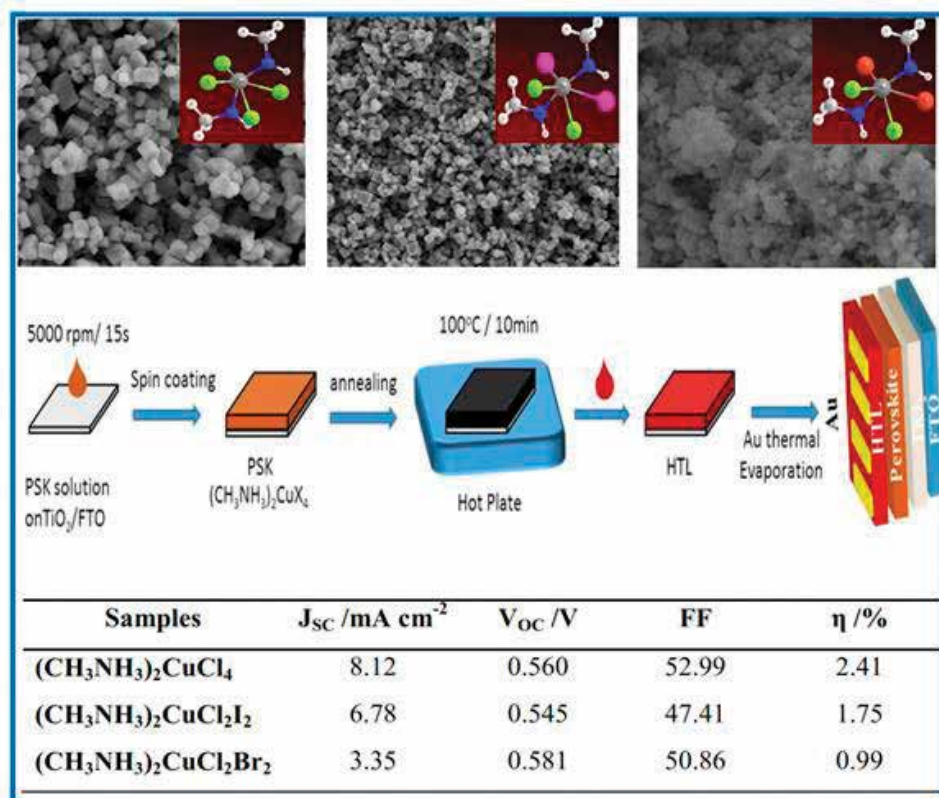 5000 rpm/ 15s
Spin coating
PSK solution
onTiO₂/FTO
PSK
(CH₃NH₃)₂CuX₄
annealing
100°C / 10min
Hot Plate
HTL
Au thermal
Evaporation
Au
HTL
Perovskite
FTO
Samples J_SC /mA cm⁻² V_OC /V FF η /%
(CH₃NH₃)₂CuCl₄ 8.12 0.560 52.99 2.41
(CH₃NH₃)₂CuCl₂I₂ 6.78 0.545 47.41 1.75
(CH₃NH₃)₂CuCl₂Br₂ 3.35 0.581 50.86 0.99